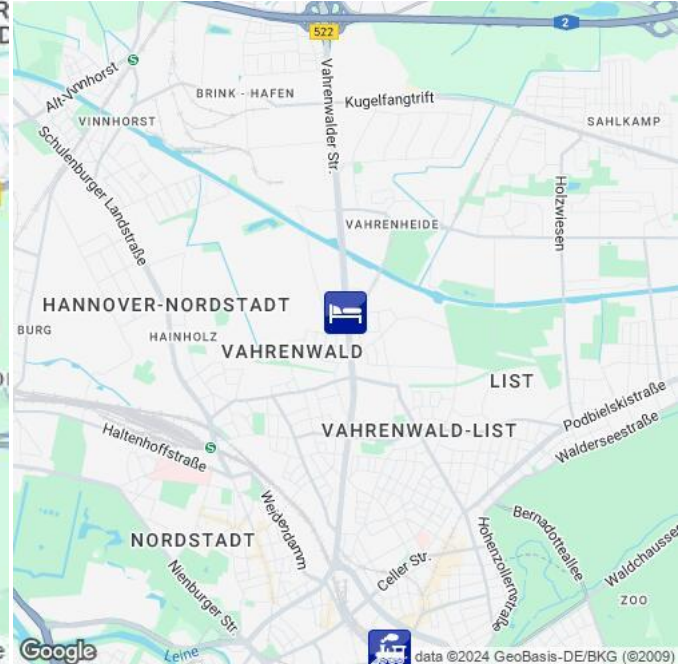 R
D
522
2
Alt-Vinnhorst
S
BRINK - HAFEN
Vahrenwalder Str.
Kugelfangtrift
VINNHORST
SAHLKAMP
Schulenburger Landstraße
Holzwiesen
VAHRENHEIDE
HANNOVER-NORDSTADT
BURG
HAINHOLZ
VAHRENWALD
LIST
Podbielskistraße
VAHRENWALD-LIST
Walderseestraße
Haltenhoffstraße
S
Weidendamm
Bernadotteallee
NORDSTADT
Hohenzollernstraße
Celler Str.
Waldchaussee
Nienburger Str.
ZOO
Google
Leine
data ©2024 GeoBasis-DE/BKG (©2009)